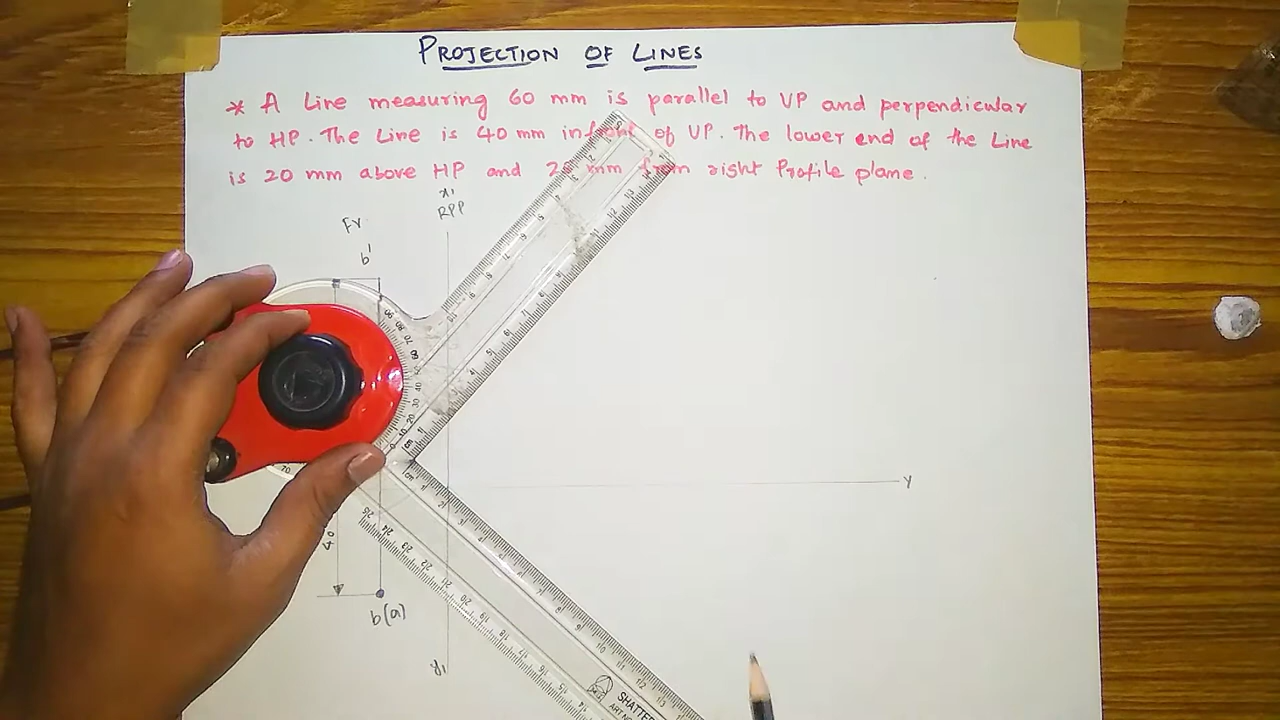 PROJECTION OF LINES
* A Line measuring 60 mm is parallel to VP and perpendicular
to HP. The Line is 40 mm infront of VP. The lower end of the Line
is 20 mm above HP and mm from right Profile plane.
x1
RPP
FV
b'
Y
40
b(a)
y1
SHATTER